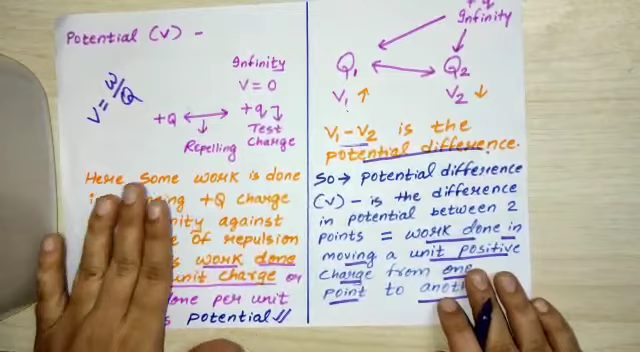 Potential (V) -
Infinity
V = 0
V = W/Q
+Q ⟷ +q
Test
Charge
Repelling
Here some work is done
+Q charge
against
of repulsion
work done
unit charge or
done per unit
potential//
+q
Infinity
Q1 ⟷ Q2
V1 ↑ V2 ↓
V1 - V2 is the
potential difference.
So → potential difference
(V) - is the difference
in potential between 2
points = work done in
moving a unit positive
charge from one
point to